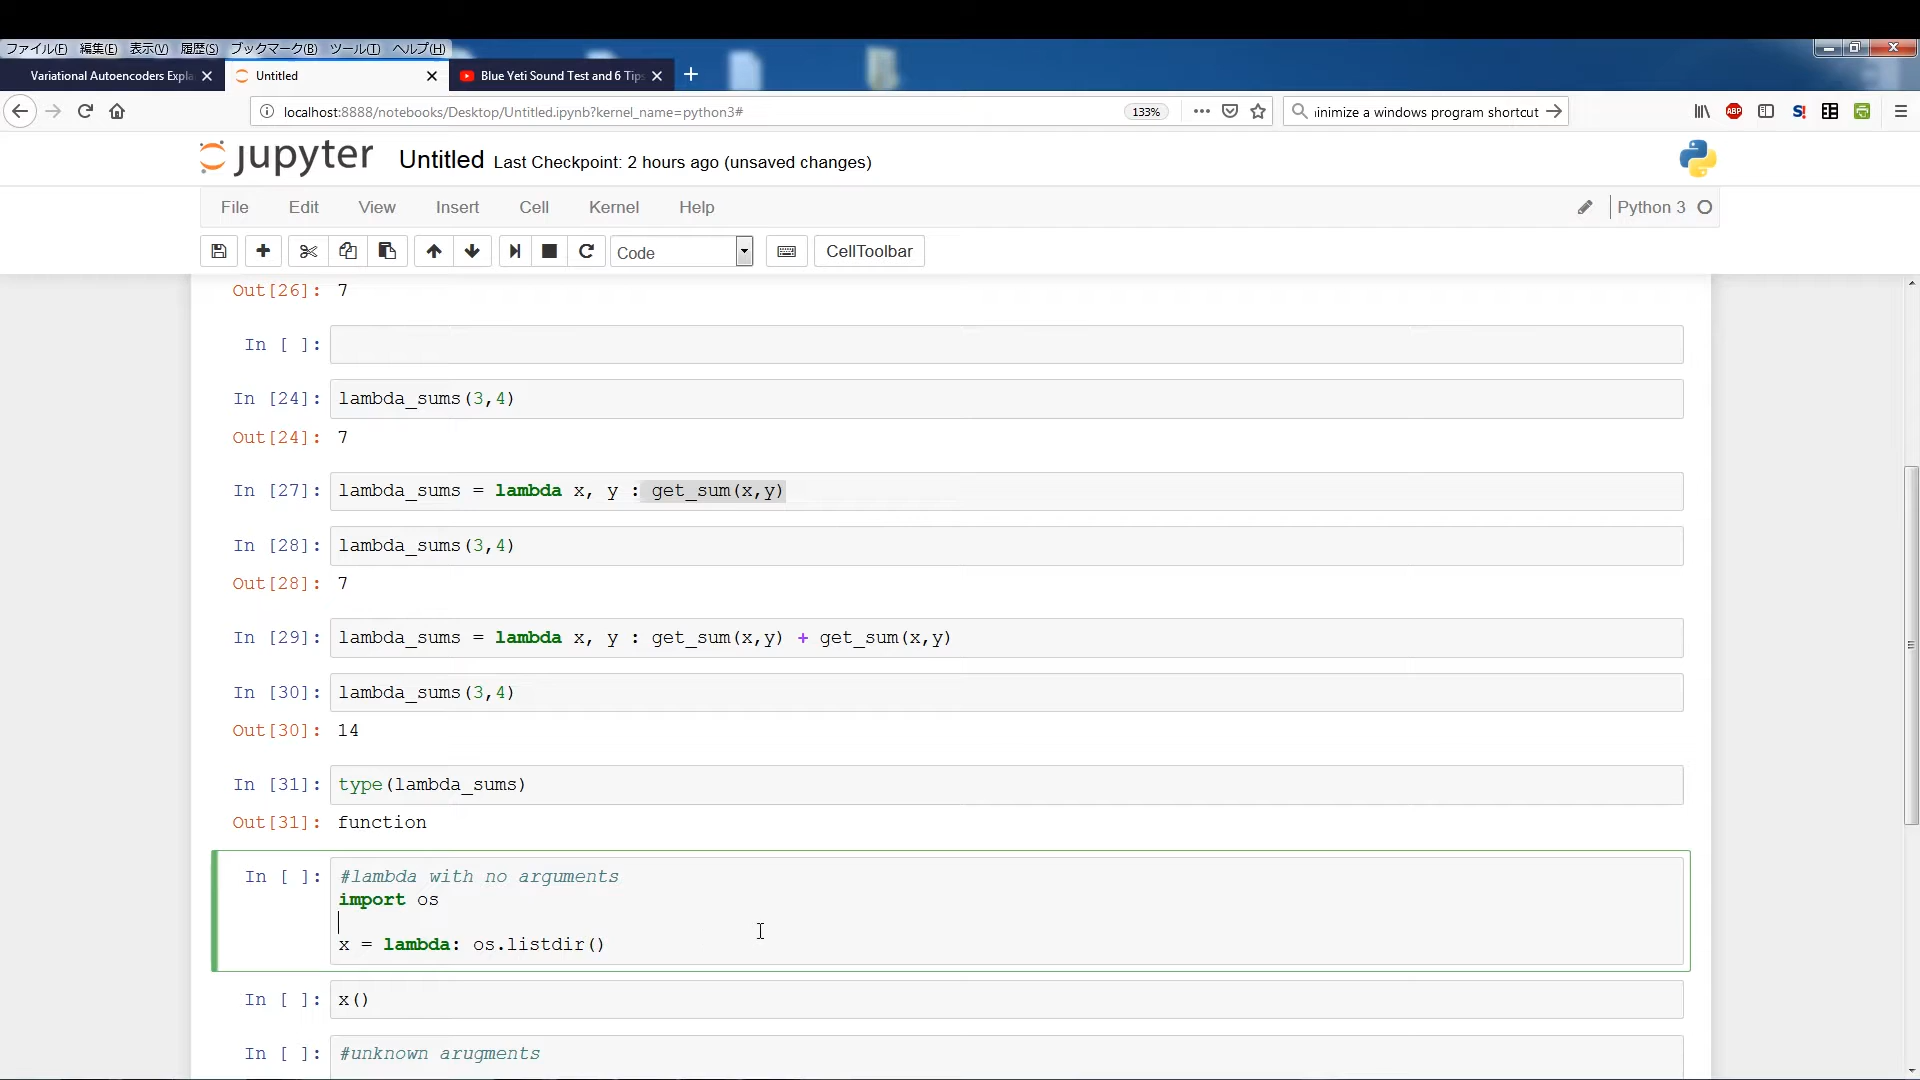 ファイル(F) 編集(E) 表示(V) 履歴(S) ブックマーク(B) ツール(T) ヘルプ(H)
Variational Autoencoders Expla
Untitled
Blue Yeti Sound Test and 6 Tips
localhost:8888/notebooks/Desktop/Untitled.ipynb?kernel_name=python3#
133%
inimize a windows program shortcut
ABP
S!
jupyter Untitled Last Checkpoint: 2 hours ago (unsaved changes)
File Edit View Insert Cell Kernel Help
Python 3
Code
CellToolbar
Out[26]: 7
In [ ]:
In [24]: lambda_sums(3,4)
Out[24]: 7
In [27]: lambda_sums = lambda x, y : get_sum(x,y)
In [28]: lambda_sums(3,4)
Out[28]: 7
In [29]: lambda_sums = lambda x, y : get_sum(x,y) + get_sum(x,y)
In [30]: lambda_sums(3,4)
Out[30]: 14
In [31]: type(lambda_sums)
Out[31]: function
In [ ]: #lambda with no arguments
import os
x = lambda: os.listdir()
In [ ]: x()
In [ ]: #unknown arugments